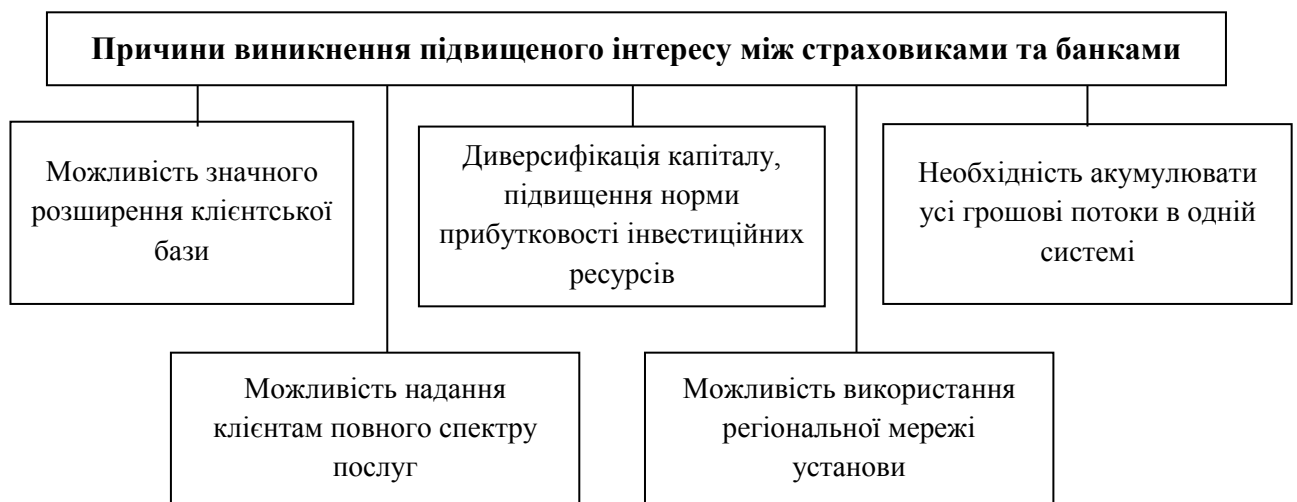 Причини виникнення підвищеного інтересу між страховиками та банками
Можливість значного
розширення клієнтської
бази
Диверсифікація капіталу,
підвищення норми
прибутковості інвестиційних
ресурсів
Необхідність акумулювати
усі грошові потоки в одній
системі
Можливість надання
клієнтам повного спектру
послуг
Можливість використання
регіональної мережі
установи